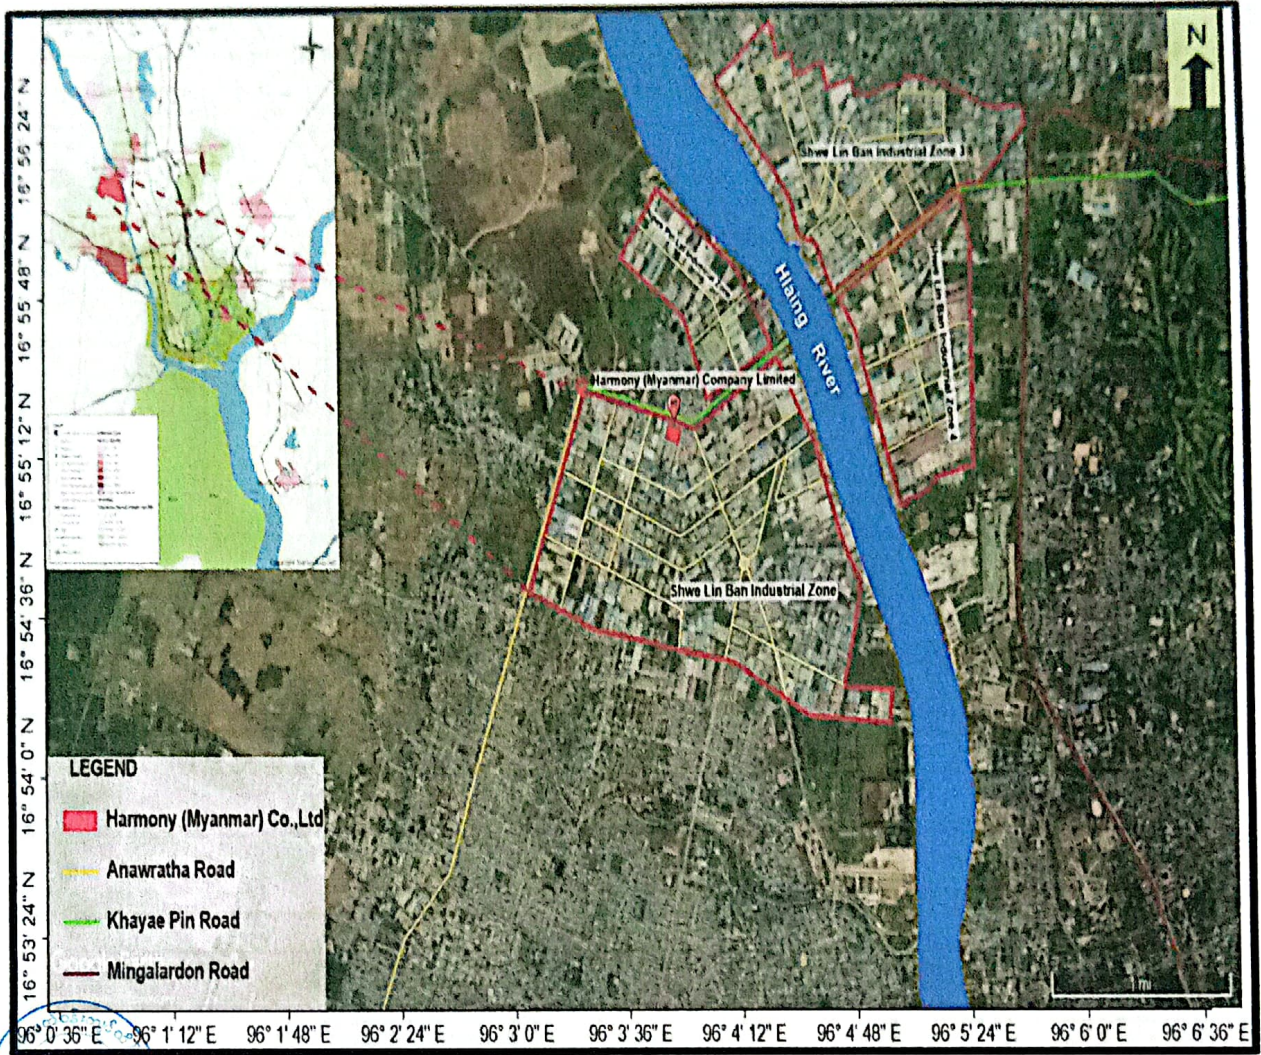 N
Shwe Lin Ban Industrial Zone 3
Hlaing River
Harmony (Myanmar) Company Limited
Shwe Lin Ban Industrial Zone
LEGEND
Harmony (Myanmar) Co.,Ltd
Anawratha Road
Khayae Pin Road
Mingalardon Road
1 mi
16° 56' 24" N
16° 55' 48" N
16° 55' 12" N
16° 54' 36" N
16° 54' 0" N
16° 53' 24" N
96° 0' 36" E
96° 1' 12" E
96° 1' 48" E
96° 2' 24" E
96° 3' 0" E
96° 3' 36" E
96° 4' 12" E
96° 4' 48" E
96° 5' 24" E
96° 6' 0" E
96° 6' 36" E